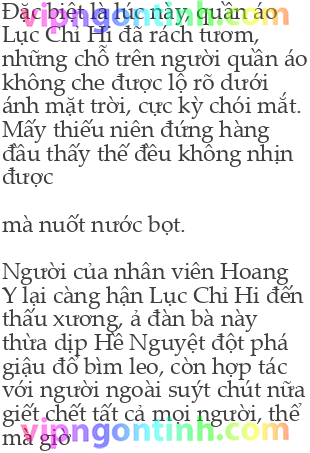 Đặc biệt là lúc này, quần áo
Lục Chỉ Hi đã rách tươm,
những chỗ trên người quần áo
không che được lộ rõ dưới
ánh mặt trời, cực kỳ chói mắt.
Mấy thiếu niên đứng hàng
đầu thấy thế đều không nhịn
được
mà nuốt nước bọt.
Người của nhân viên Hoang
Y lại càng hận Lục Chỉ Hi đến
thấu xương, ả đàn bà này
thừa dịp Hề Nguyệt đột phá
giậu đổ bìm leo, còn hợp tác
với người ngoài suýt chút nữa
giết chết tất cả mọi người, thể
mà giờ
vipngontinh.com
vipngontinh.com